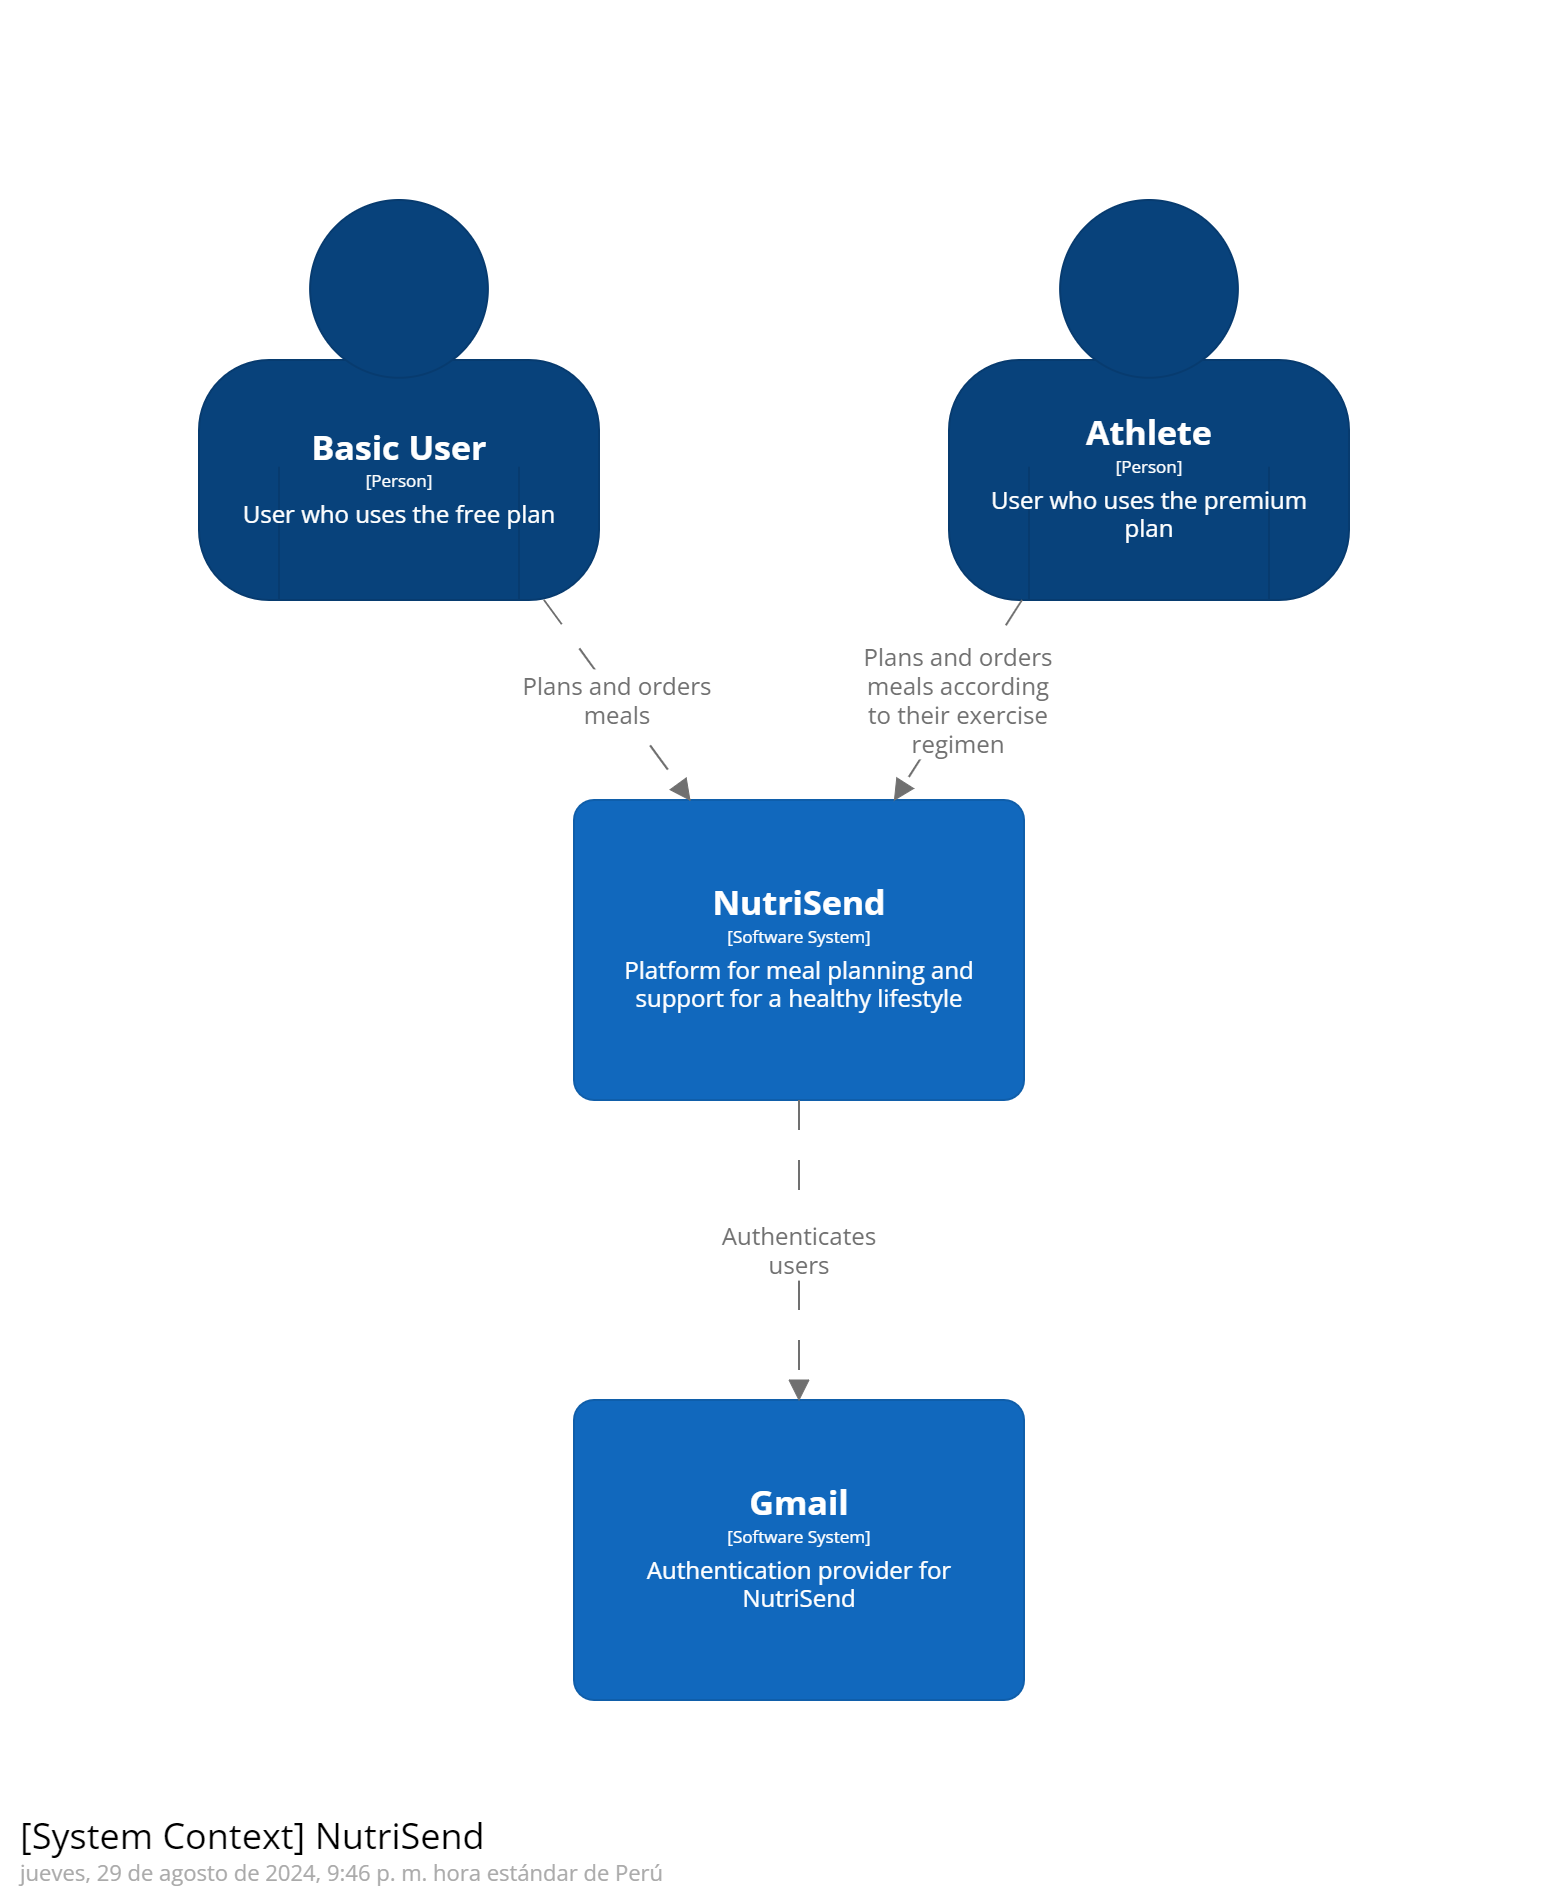 Basic User
[Person]
User who uses the free plan
Athlete
[Person]
User who uses the premium
plan
Plans and orders
meals
Plans and orders
meals according
to their exercise
regimen
NutriSend
[Software System]
Platform for meal planning and
support for a healthy lifestyle
Authenticates
users
Gmail
[Software System]
Authentication provider for
NutriSend
[System Context] NutriSend
jueves, 29 de agosto de 2024, 9:46 p. m. hora estándar de Perú